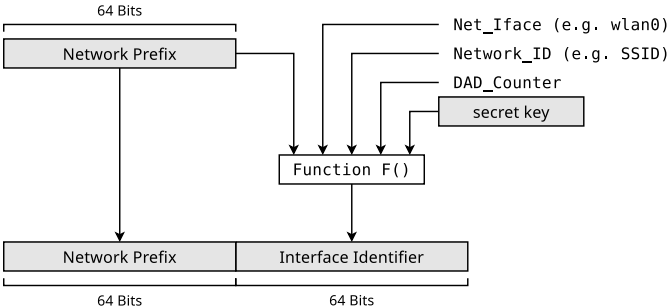 64 Bits
Net_Iface (e.g. wlan0)
Network Prefix
Network_ID (e.g. SSID)
DAD_Counter
secret key
Function F()
Network Prefix
Interface Identifier
64 Bits
64 Bits